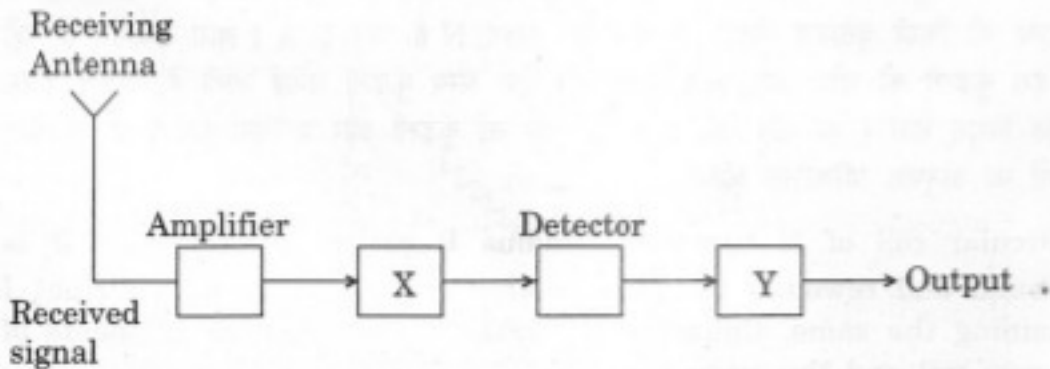 Receiving
Antenna
Amplifier
Detector
X
Y
Output
Received
signal